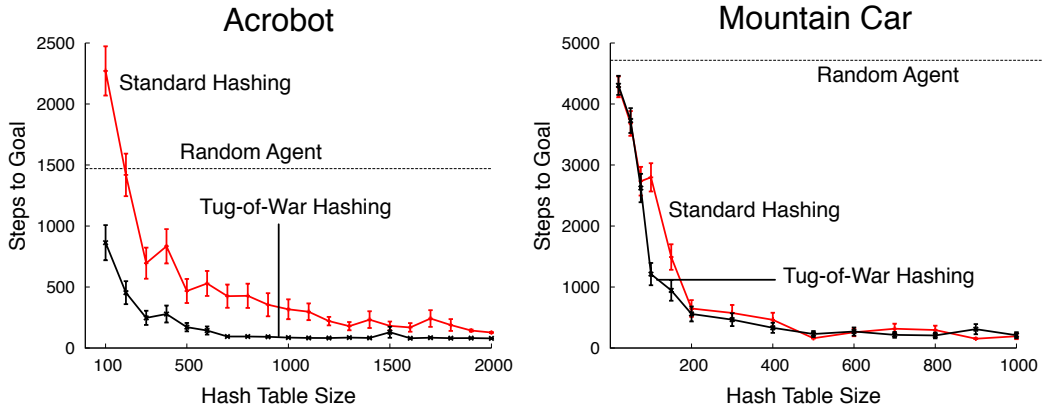 Acrobot
2500
2000
1500
1000
500
0
Steps to Goal
Standard Hashing
Random Agent
Tug-of-War Hashing
100
500
1000
1500
2000
Hash Table Size
Mountain Car
5000
4000
3000
2000
1000
0
Steps to Goal
Random Agent
Standard Hashing
Tug-of-War Hashing
200
400
600
800
1000
Hash Table Size